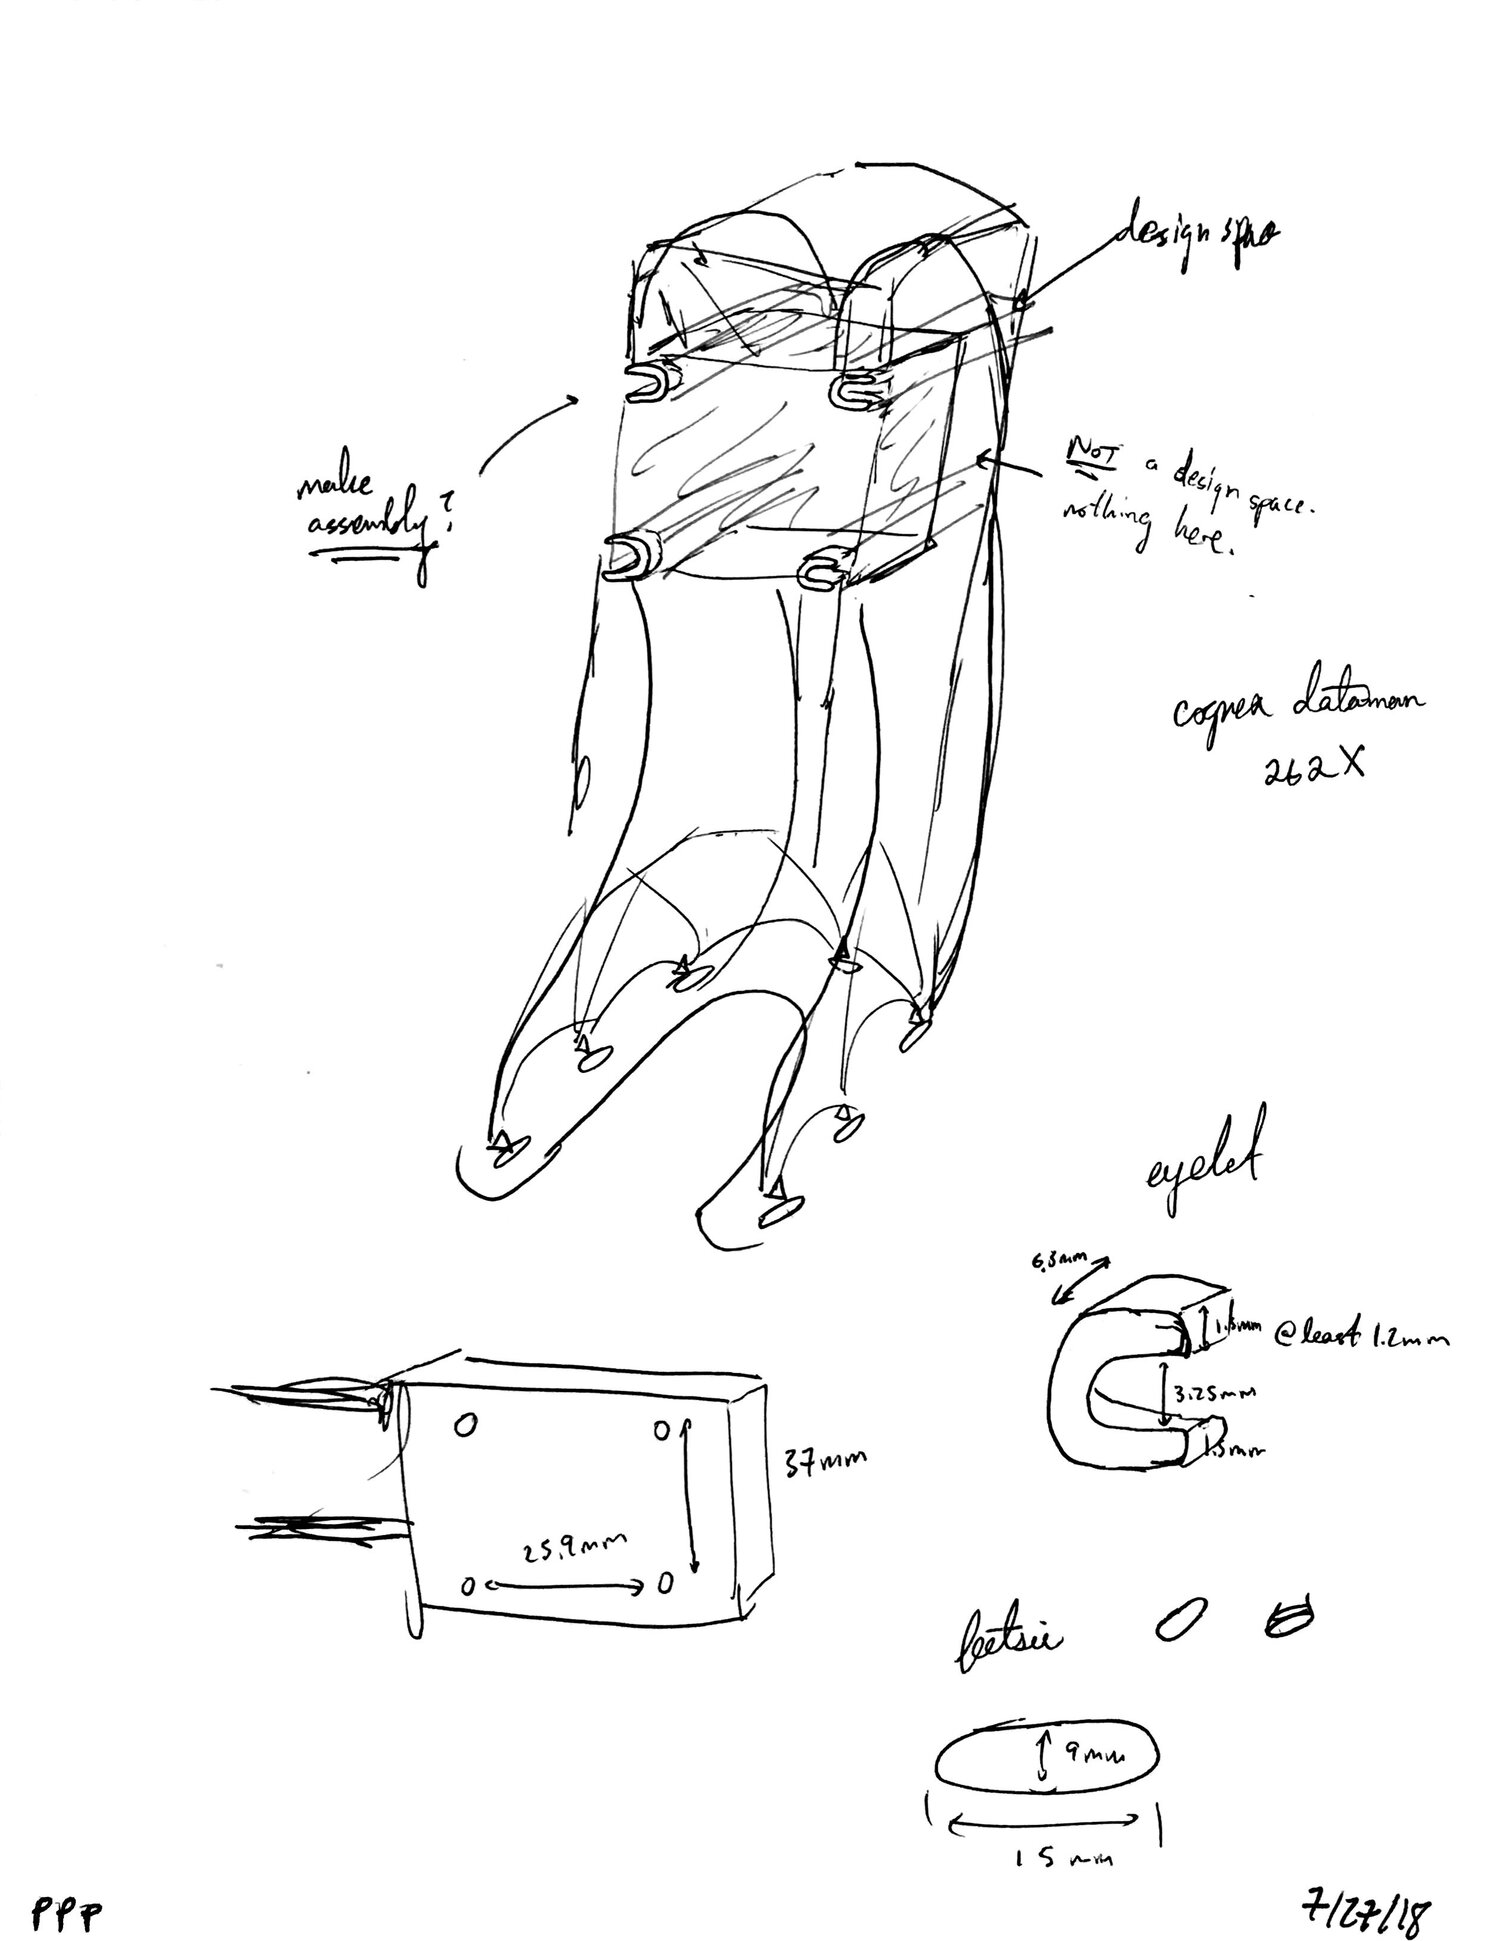 design space
make
assembly?
NOT a design space.
nothing here.
cognex dataman
262X
eyelet
6.3mm
1.5mm @ least 1.2mm
3.25mm
1.5mm
37mm
25.9mm
feetsie
9mm
15mm
PPP
7/27/18